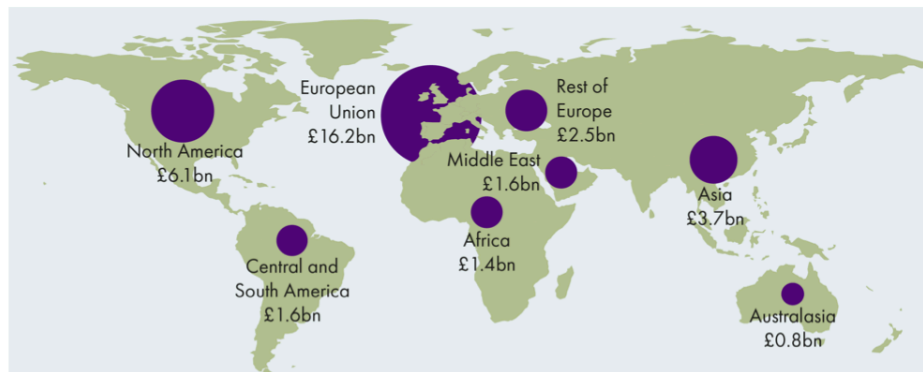 European
Union
£16.2bn
Rest of
Europe
£2.5bn
North America
£6.1bn
Middle East
£1.6bn
Asia
£3.7bn
Africa
£1.4bn
Central and
South America
£1.6bn
Australasia
£0.8bn